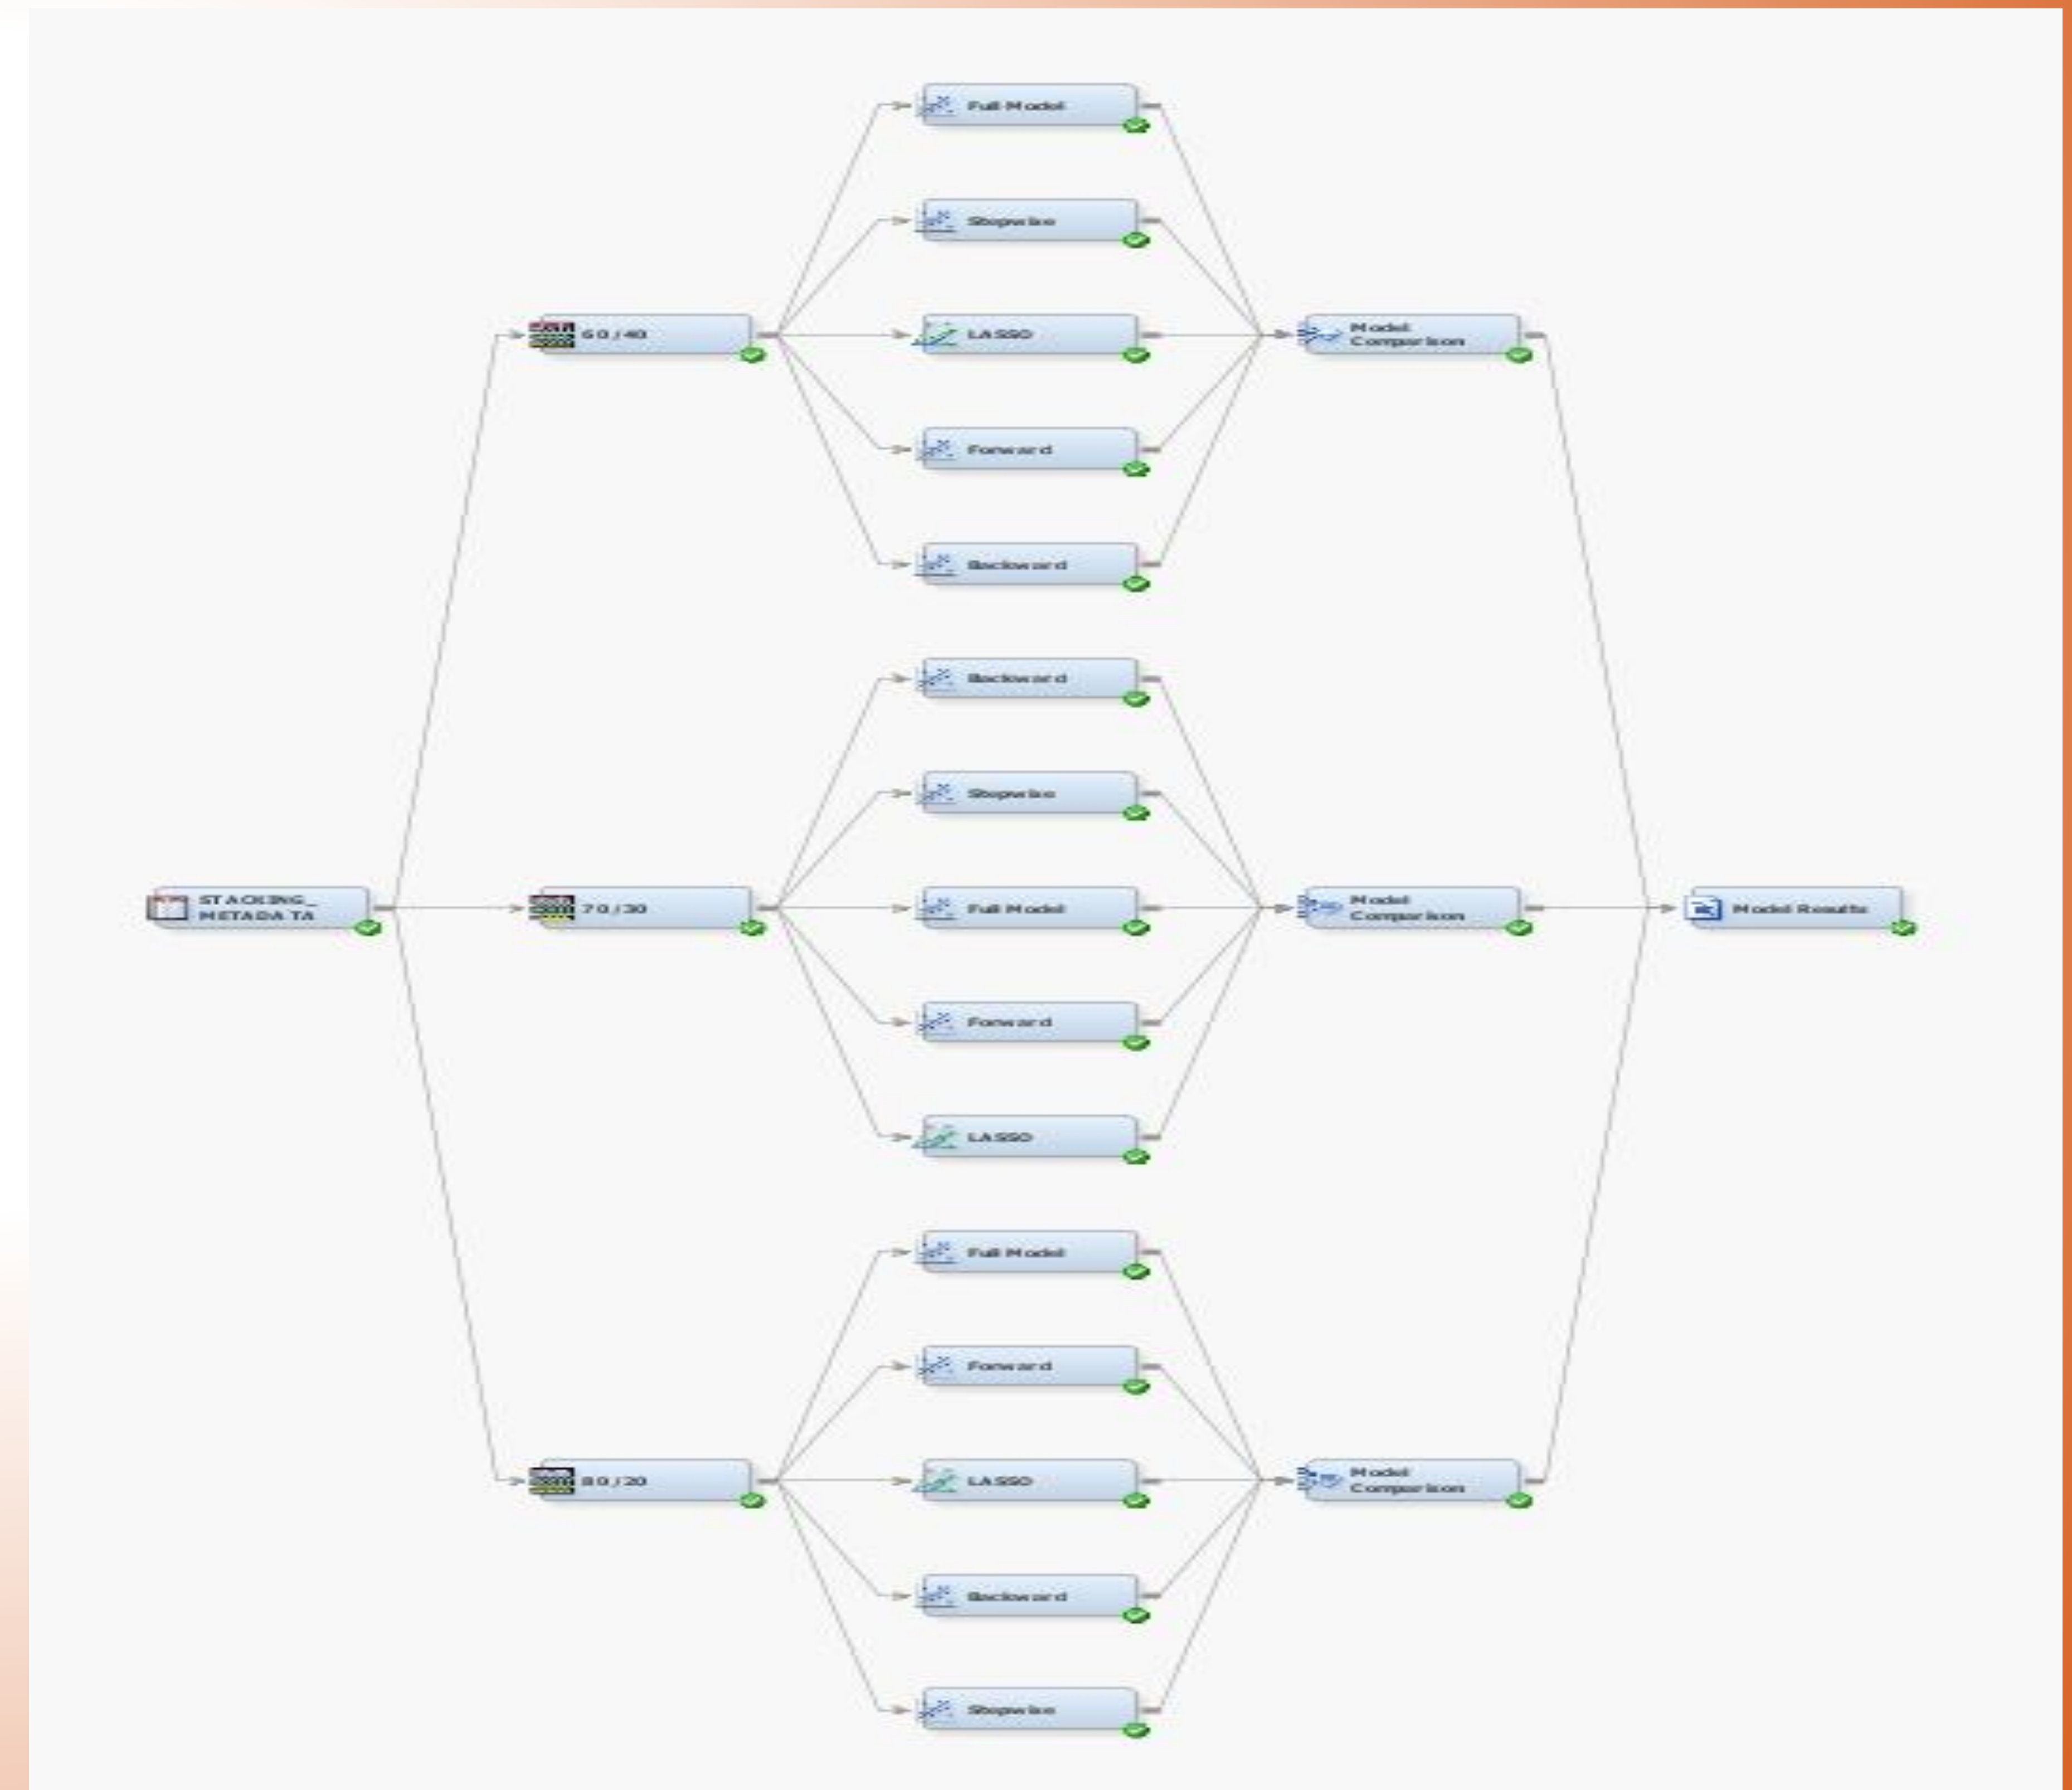 Full Model
Stepwise
60/40
LASSO
Model
Comparison
Forward
Backward
Backward
Stepwise
STACKING_
METADATA
70/30
Full Model
Model
Comparison
Model Results
Forward
LASSO
Full Model
Forward
80/20
LASSO
Model
Comparison
Backward
Stepwise